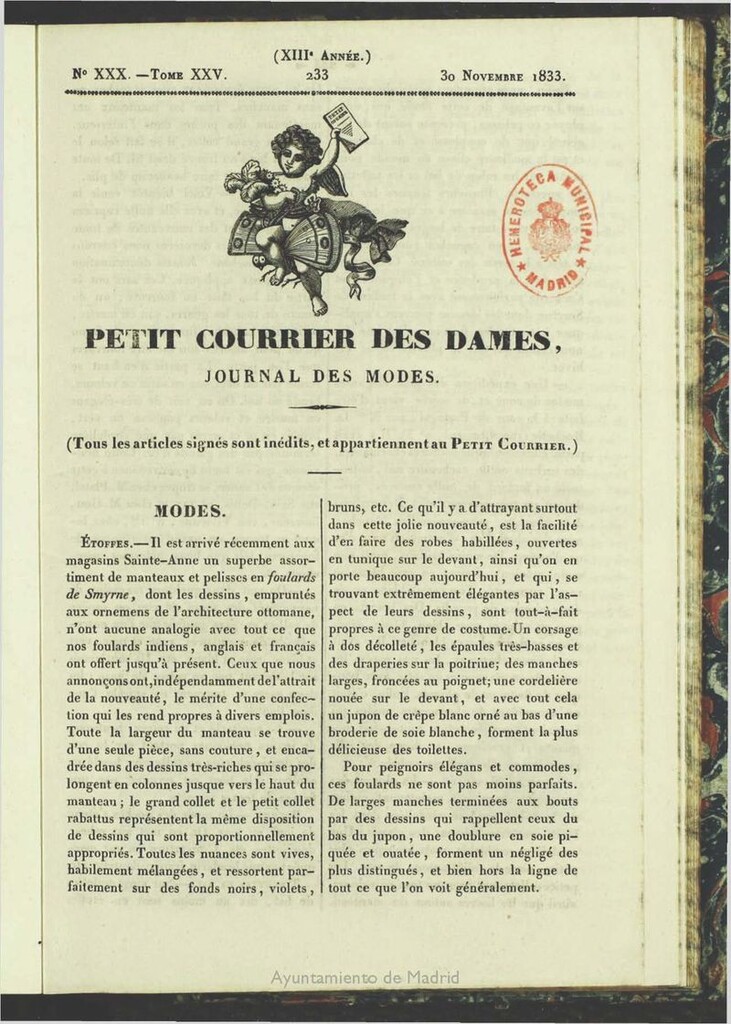 (XIIIe Année.)
No XXX. —Tome XXV. 233 30 Novembre 1833.
PETIT COURRIER
HEMEROTECA MUNICIPAL
★ MADRID ★
PETIT COURRIER DES DAMES,
JOURNAL DES MODES.
(Tous les articles signés sont inédits, et appartiennent au Petit Courrier.)
MODES.
Étoffes.—Il est arrivé récemment aux
magasins Sainte-Anne un superbe assor-
timent de manteaux et pelisses en foulards
de Smyrne, dont les dessins, empruntés
aux ornemens de l'architecture ottomane,
n'ont aucune analogie avec tout ce que
nos foulards indiens, anglais et français
ont offert jusqu'à présent. Ceux que nous
annonçons ont, indépendamment de l'attrait
de la nouveauté, le mérite d'une confec-
tion qui les rend propres à divers emplois.
Toute la largeur du manteau se trouve
d'une seule pièce, sans couture, et enca-
drée dans des dessins très-riches qui se pro-
longent en colonnes jusque vers le haut du
manteau; le grand collet et le petit collet
rabattus représentent la même disposition
de dessins qui sont proportionnellement
appropriés. Toutes les nuances sont vives,
habilement mélangées, et ressortent par-
faitement sur des fonds noirs, violets,
bruns, etc. Ce qu'il y a d'attrayant surtout
dans cette jolie nouveauté, est la facilité
d'en faire des robes habillées, ouvertes
en tunique sur le devant, ainsi qu'on en
porte beaucoup aujourd'hui, et qui, se
trouvant extrêmement élégantes par l'as-
pect de leurs dessins, sont tout-à-fait
propres à ce genre de costume. Un corsage
à dos décolleté, les épaules très-basses et
des draperies sur la poitrine; des manches
larges, froncées au poignet; une cordelière
nouée sur le devant, et avec tout cela
un jupon de crêpe blanc orné au bas d'une
broderie de soie blanche, forment la plus
délicieuse des toilettes.
Pour peignoirs élégans et commodes,
ces foulards ne sont pas moins parfaits.
De larges manches terminées aux bouts
par des dessins qui rappellent ceux du
bas du jupon, une doublure en soie pi-
quée et ouatée, forment un négligé des
plus distingués, et bien hors la ligne de
tout ce que l'on voit généralement.
Ayuntamiento de Madrid